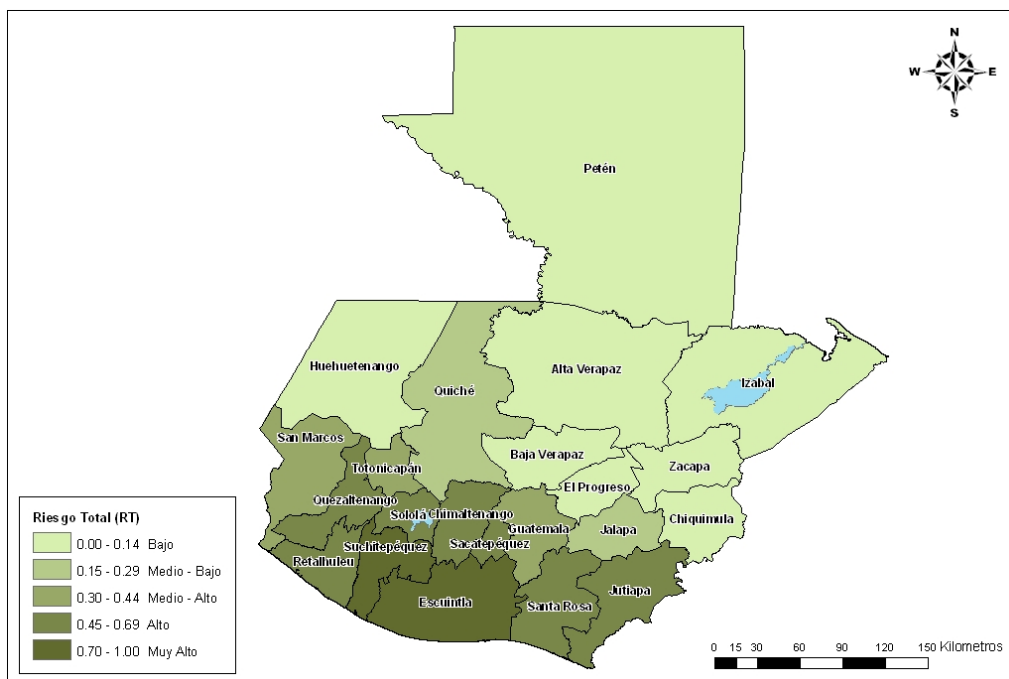 N
W E
S
Petén
Huehuetenango
Quiché
Alta Verapaz
Izabal
San Marcos
Totonicapán
Baja Verapaz
Zacapa
El Progreso
Quezaltenango
Sololá
Chimaltenango
Guatemala
Jalapa
Chiquimula
Suchitepéquez
Sacatepéquez
Retalhuleu
Escuintla
Santa Rosa
Jutiapa
Riesgo Total (RT)
0.00 - 0.14 Bajo
0.15 - 0.29 Medio - Bajo
0.30 - 0.44 Medio - Alto
0.45 - 0.69 Alto
0.70 - 1.00 Muy Alto
0 15 30 60 90 120 150 Kilometros